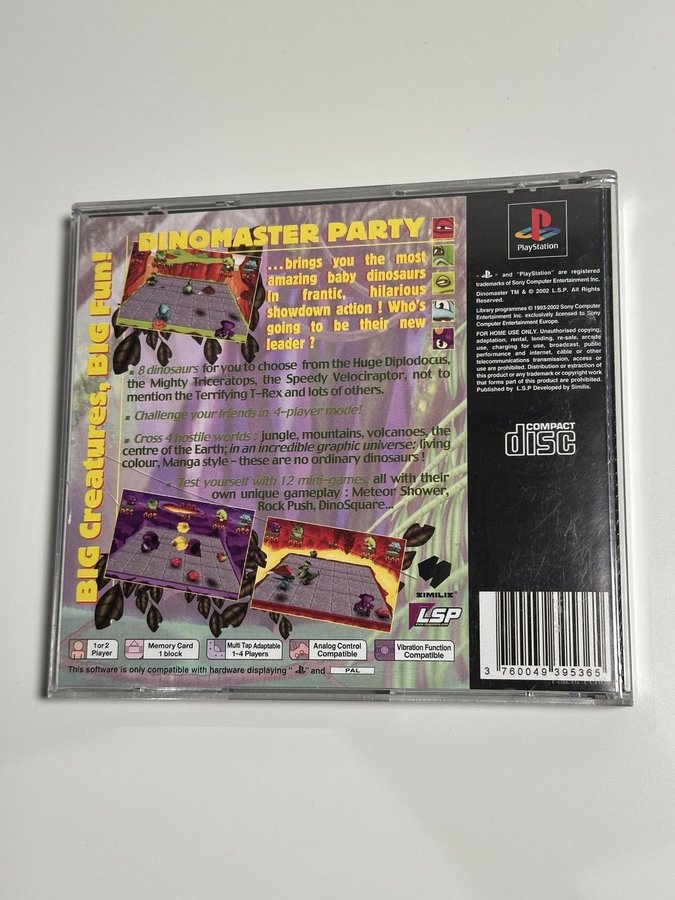 BIG Creatures, BIG Fun!
DINOMASTER PARTY
...brings you the most
amazing baby dinosaurs
in frantic, hilarious
showdown action ! Who's
going to be their new
leader ?
8 dinosaurs for you to choose from the Huge Diplodocus,
the Mighty Triceratops, the Speedy Velociraptor, not to
mention the Terrifying T-Rex and lots of others.
Challenge your friends in 4-player mode!
Cross 4 hostile worlds : jungle, mountains, volcanoes, the
centre of the Earth; in an incredible graphic universe; living
colour, Manga style - these are no ordinary dinosaurs !
Test yourself with 12 mini-games, all with their
own unique gameplay : Meteor Shower,
Rock Push, DinoSquare...
SIMILIS
LSP
1 or 2
Player
Memory Card
1 block
Multi Tap Adaptable
1-4 Players
Analog Control
Compatible
Vibration Function
Compatible
This software is only compatible with hardware displaying " " and PAL
PlayStation
" " and "PlayStation" are registered
trademarks of Sony Computer Entertainment Inc.
Dinomaster TM & © 2002 L.S.P. All Rights
Reserved.
Library programmes © 1993-2002 Sony Computer
Entertainment Inc. exclusively licensed to Sony
Computer Entertainment Europe.
FOR HOME USE ONLY. Unauthorised copying,
adaptation, rental, lending, re-sale, arcade
use, charging for use, broadcast, public
performance and internet, cable or other
telecommunications transmission, access or
use are prohibited. Distribution or extraction of
this product or any trademark or copyright work
that forms part of this product are prohibited.
Published by L.S.P Developed by Similis.
COMPACT
disc
3 760049 395365